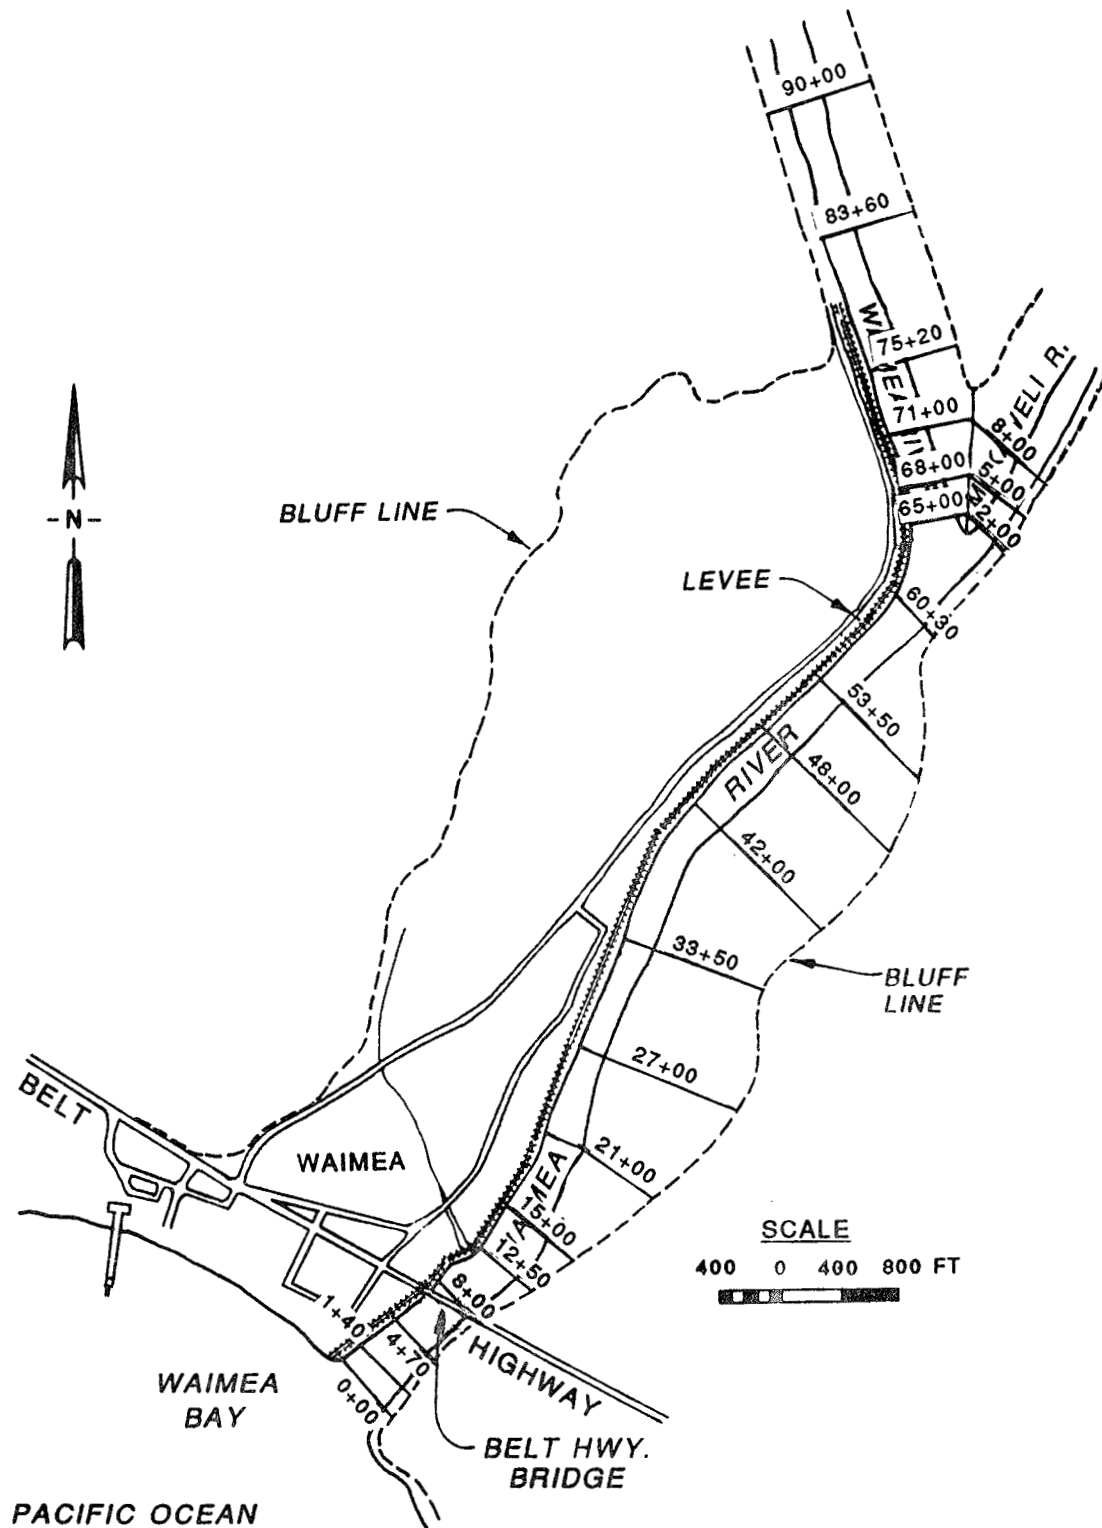 90+00
83+60
75+20
71+00
68+00
65+00
8+00
5+00
2+00
60+30
53+50
48+00
42+00
33+50
27+00
21+00
15+00
12+50
8+00
4+70
1+40
0+00
-N-
BLUFF LINE
LEVEE
RIVER
BLUFF
LINE
BELT
WAIMEA
HIGHWAY
SCALE
400 0 400 800 FT
WAIMEA
BAY
BELT HWY.
BRIDGE
PACIFIC OCEAN